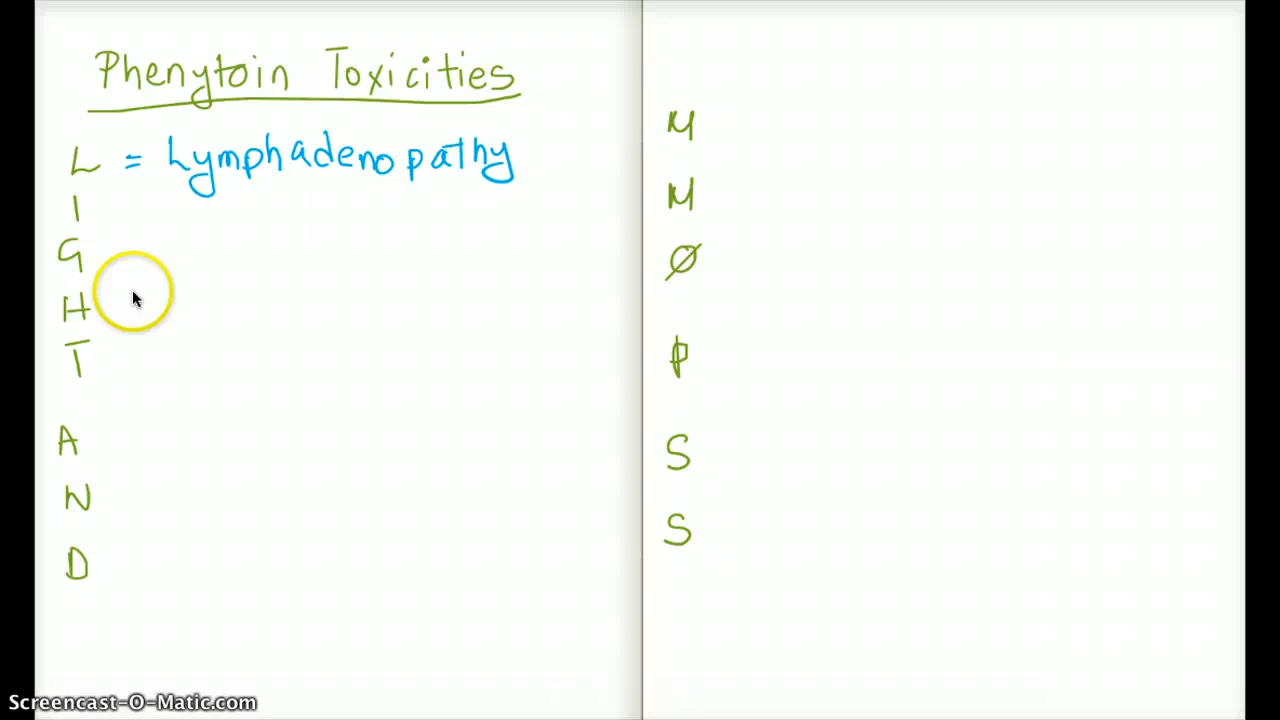 Phenytoin Toxicities
L = Lymphadenopathy
I
G
H
T
A
N
D
M
M
Ø
P
S
S
Screencast-O-Matic.com